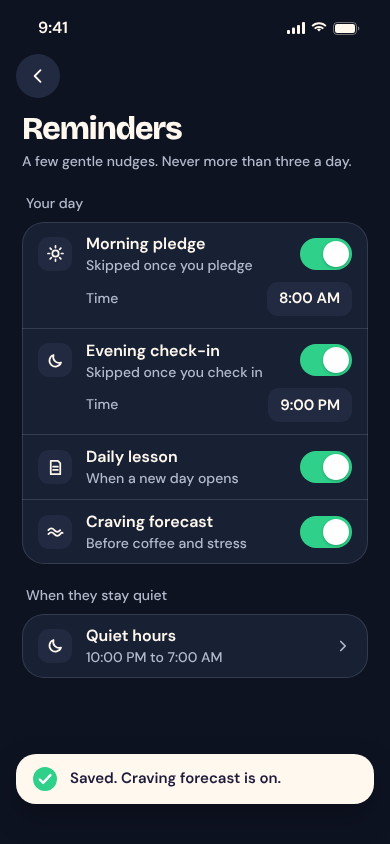 9:41
Reminders
A few gentle nudges. Never more than three a day.
Your day
Morning pledge
Skipped once you pledge
Time
8:00 AM
Evening check-in
Skipped once you check in
Time
9:00 PM
Daily lesson
When a new day opens
Craving forecast
Before coffee and stress
When they stay quiet
Quiet hours
10:00 PM to 7:00 AM
Saved. Craving forecast is on.